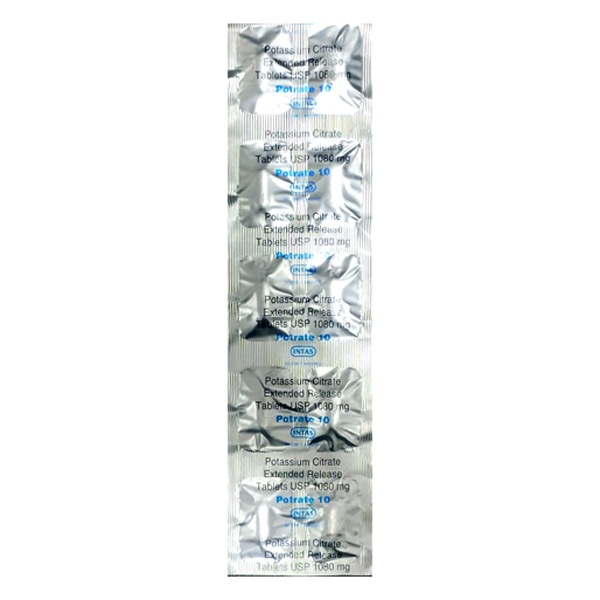 Potassium Citrate
Extended Release
Tablets USP 1080 mg
Potrate 10
INTAS
Potassium Citrate
Extended Release
Tablets USP 1080 mg
Potrate 10
INTAS
Potassium Citrate
Extended Release
Tablets USP 1080 mg
Potrate 10
INTAS
Potassium Citrate
Extended Release
Tablets USP 1080 mg
Potrate 10
INTAS
Potassium Citrate
Extended Release
Tablets USP 1080 mg
Potrate 10
INTAS
Potassium Citrate
Extended Release
Tablets USP 1080 mg
Potrate 10
INTAS
Potassium Citrate
Extended Release
Tablets USP 1080 mg